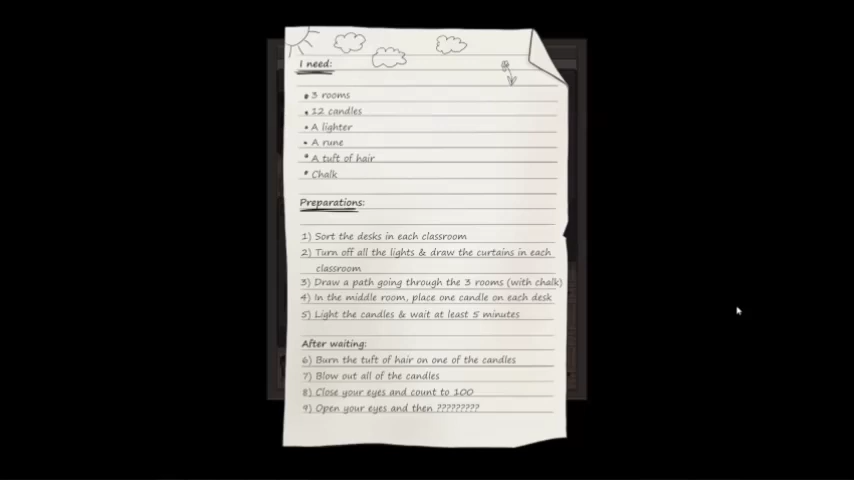 I need:
• 3 rooms
• 12 candles
• A lighter
• A rune
• A tuft of hair
• Chalk
Preparations:
1) Sort the desks in each classroom
2) Turn off all the lights & draw the curtains in each
classroom
3) Draw a path going through the 3 rooms (with chalk)
4) In the middle room, place one candle on each desk
5) Light the candles & wait at least 5 minutes
After waiting:
6) Burn the tuft of hair on one of the candles
7) Blow out all of the candles
8) Close your eyes and count to 100
9) Open your eyes and then ?????????